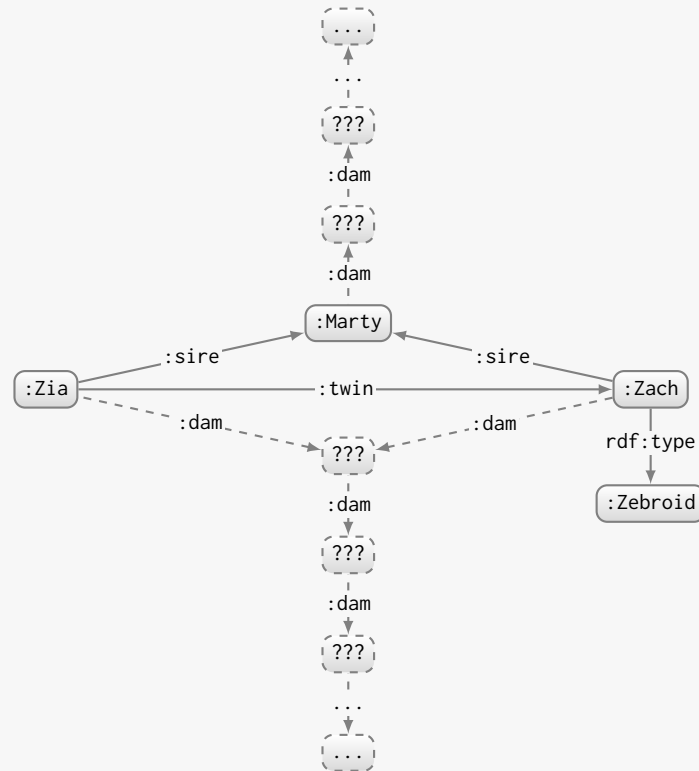 ...
...
???
:dam
???
:dam
:Marty
:sire
:sire
:Zia
:twin
:Zach
:dam
:dam
rdf:type
???
:Zebroid
:dam
???
:dam
???
...
...